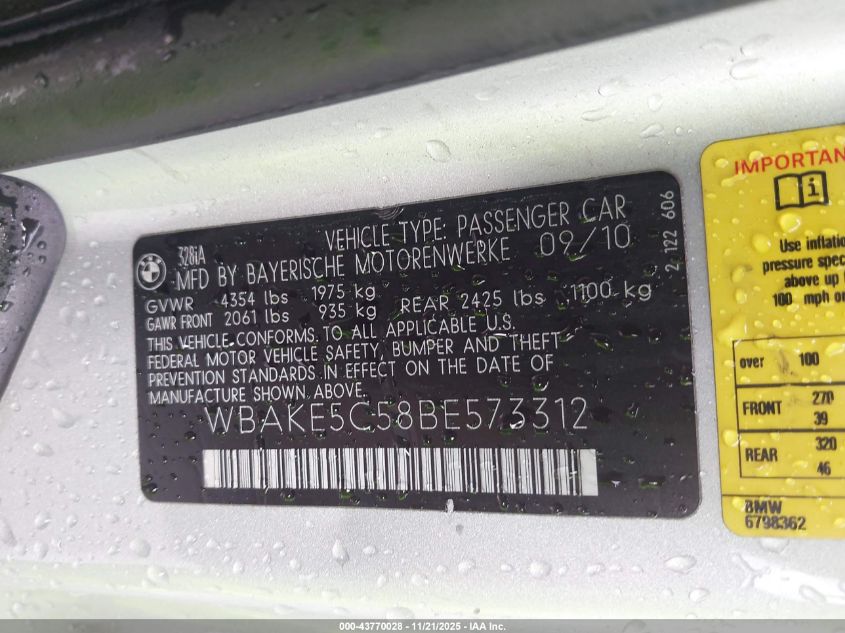 328iA
VEHICLE TYPE: PASSENGER CAR
MFD BY BAYERISCHE MOTORENWERKE 09/10
2 122 606
GVWR 4354 lbs 1975 kg
GAWR FRONT 2061 lbs 935 kg REAR 2425 lbs 1100 kg
THIS VEHICLE CONFORMS TO ALL APPLICABLE U.S.
FEDERAL MOTOR VEHICLE SAFETY, BUMPER AND THEFT
PREVENTION STANDARDS IN EFFECT ON THE DATE OF
MANUFACTURE SHOWN ABOVE.
WBAKE5C58BE573312
IMPORTAN
i
Use inflatio
pressure spec
above up
100 mph or
over 100
FRONT 270
39
REAR 320
46
BMW
6798362
000-43770028 - 11/21/2025 - IAA Inc.